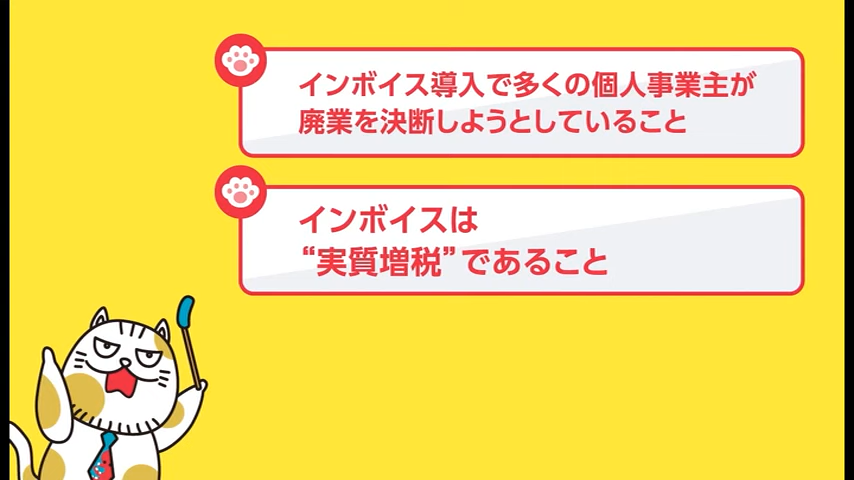 インボイス導入で多くの個人事業主が
廃業を決断しようとしていること
インボイスは
“実質増税”であること